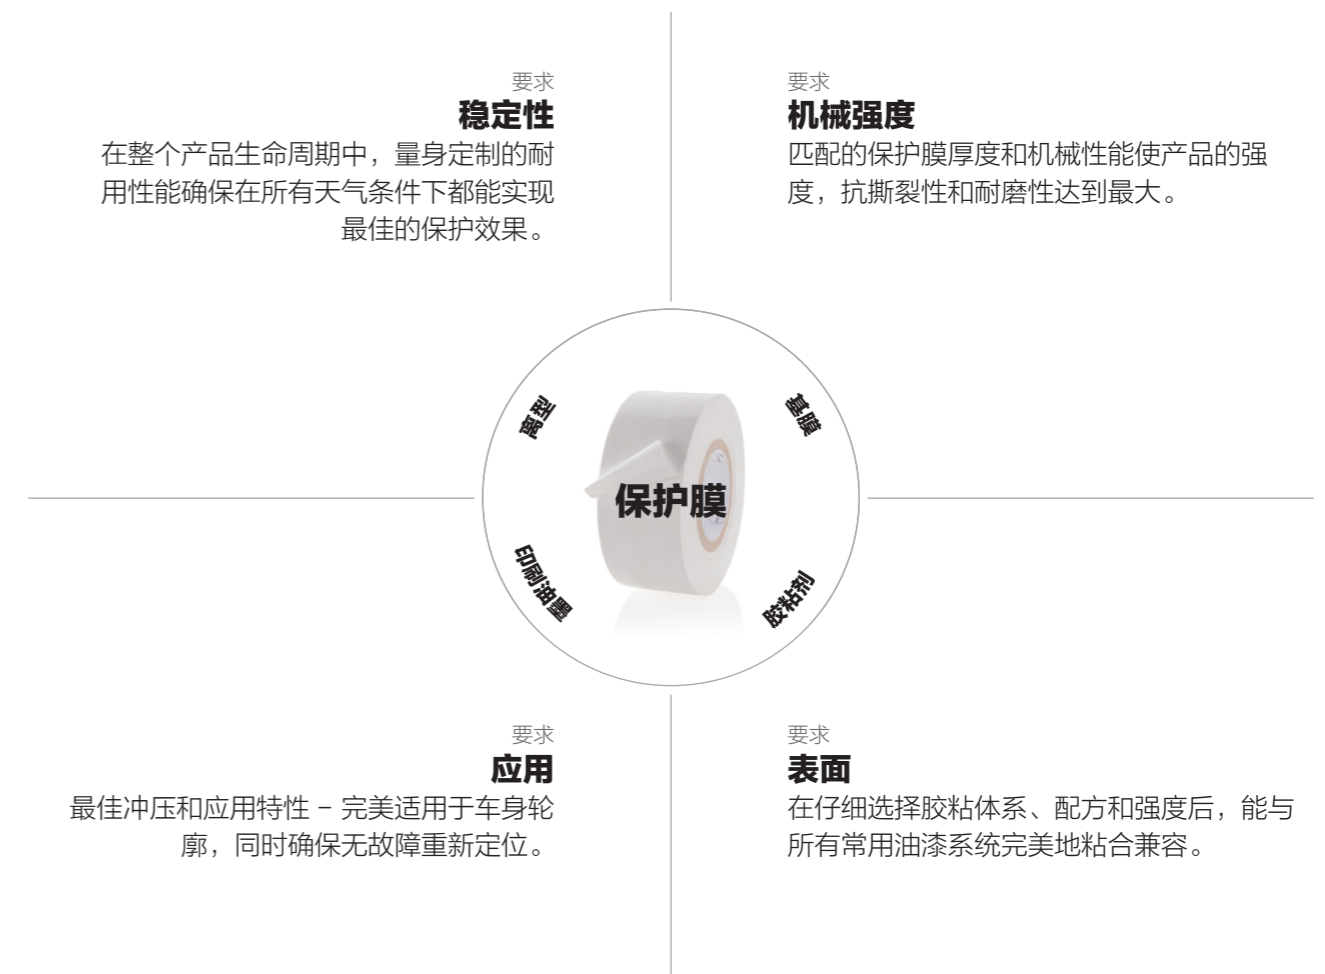 要求
稳定性
在整个产品生命周期中，量身定制的耐
用性能确保在所有天气条件下都能实现
最佳的保护效果。
要求
机械强度
匹配的保护膜厚度和机械性能使产品的强
度，抗撕裂性和耐磨性达到最大。
离型
基膜
保护膜
印刷油墨
胶粘剂
要求
应用
最佳冲压和应用特性 – 完美适用于车身轮
廓，同时确保无故障重新定位。
要求
表面
在仔细选择胶粘体系、配方和强度后，能与
所有常用油漆系统完美地粘合兼容。